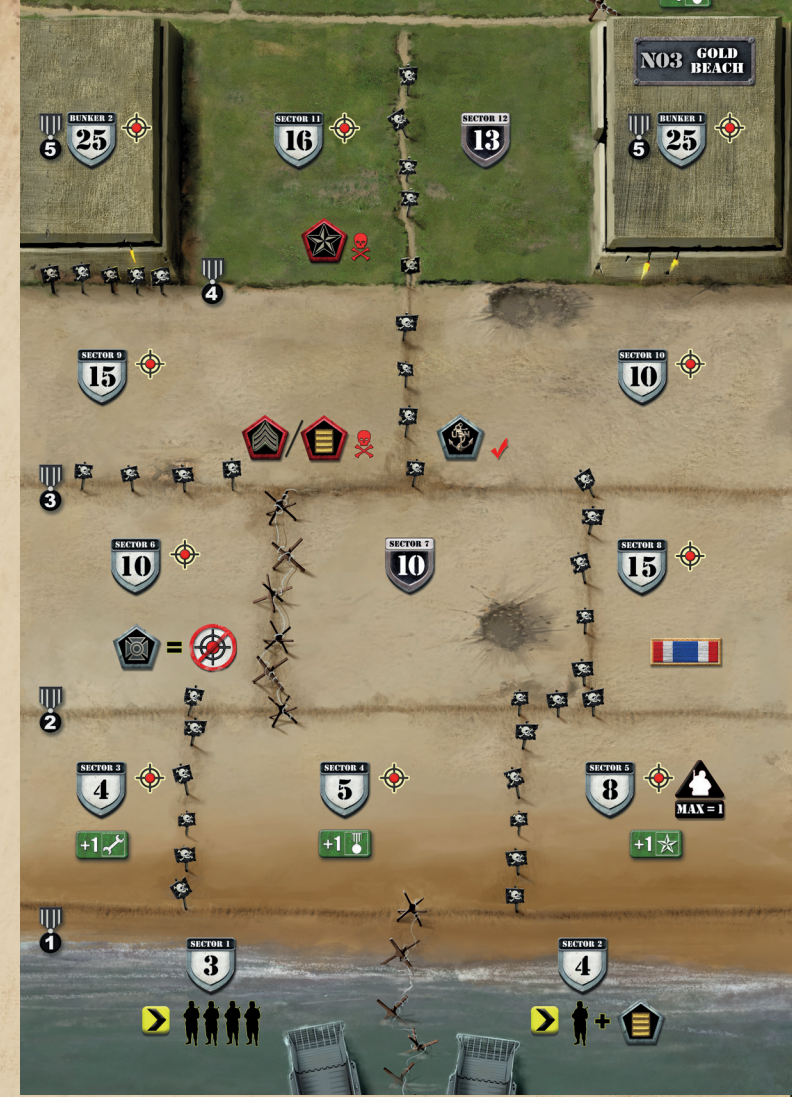 NO3 GOLD BEACH
BUNKER 2
25
5
SECTOR 11
16
SECTOR 12
13
BUNKER 1
25
5
4
SECTOR 9
15
SECTOR 10
10
/
USN
3
SECTOR 6
10
SECTOR 7
10
SECTOR 8
15
=
2
SECTOR 3
4
+1
SECTOR 4
5
+1
SECTOR 5
8
MAX=1
+1
1
SECTOR 1
3
SECTOR 2
4
+